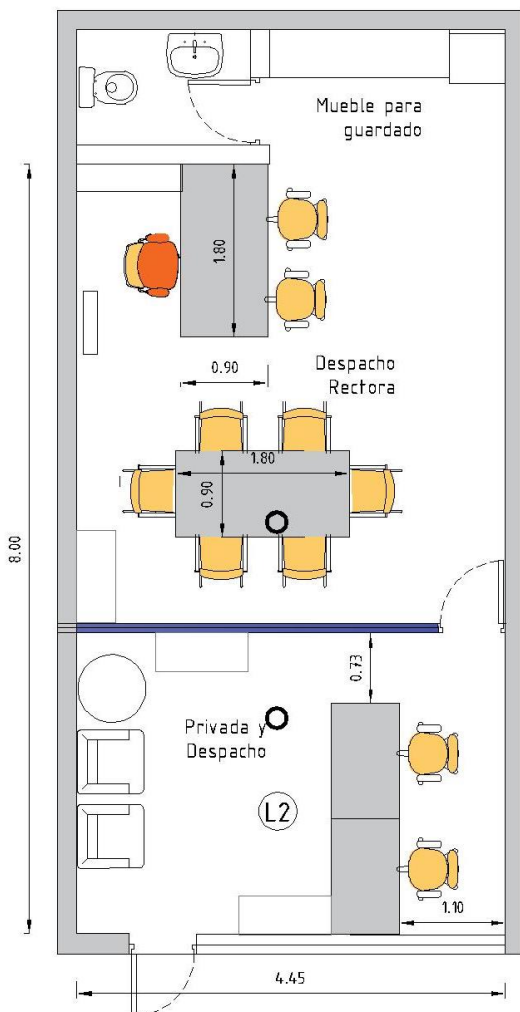 Mueble para
guardado
1.80
0.90
Despacho
Rectora
1.80
0.90
8.00
0.73
Privada y
Despacho
L2
1.10
4.45